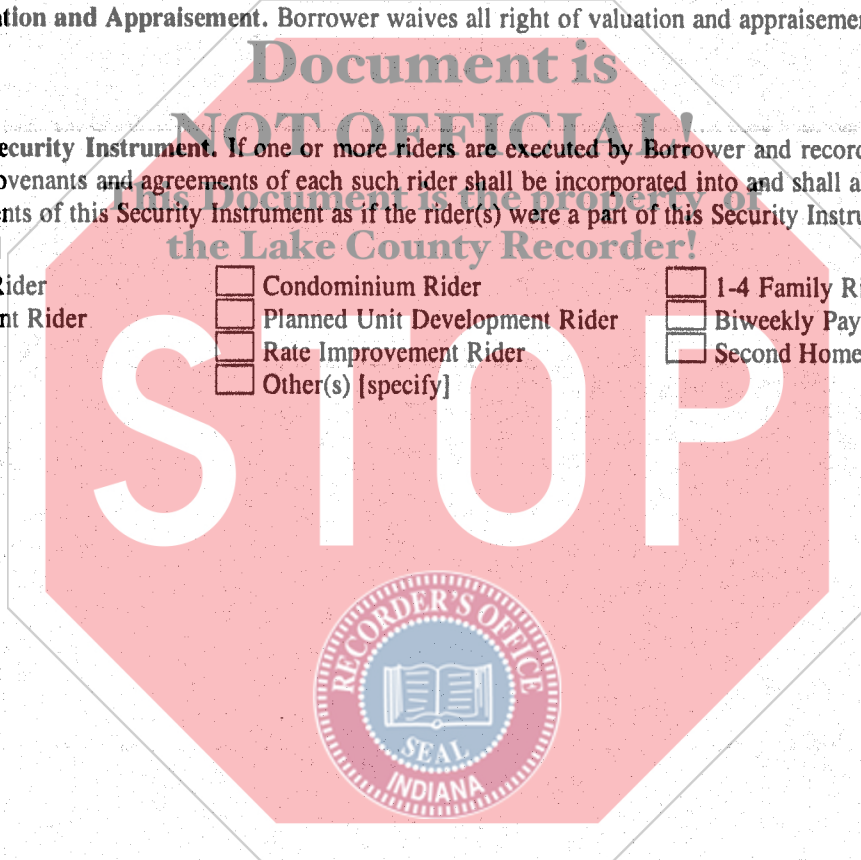 tion and Appraisement. Borrower waives all right of valuation and appraiseme
Document is
NOT OFFICIAL!
ecurity Instrument. If one or more riders are executed by Borrower and record
ovenants and agreements of each such rider shall be incorporated into and shall a
This Document is the property of
nts of this Security Instrument as if the rider(s) were a part of this Security Instru
the Lake County Recorder!
Rider Condominium Rider 1-4 Family Ri
nt Rider Planned Unit Development Rider Biweekly Pay
Rate Improvement Rider Second Home
Other(s) [specify]
STOP
RECORDER'S OFFICE
SEAL
INDIANA